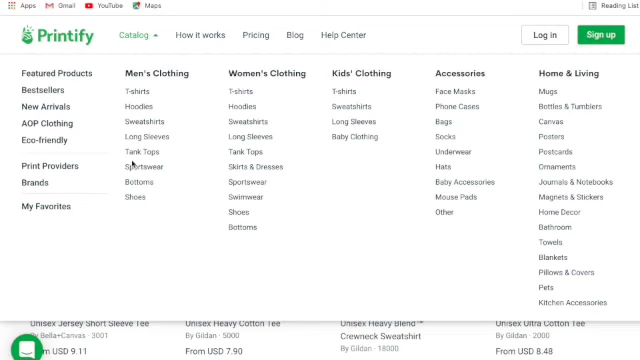 Apps Gmail YouTube Maps Reading List
Printify Catalog How it works Pricing Blog Help Center Log in Sign up
Featured Products
Bestsellers
New Arrivals
AOP Clothing
Eco-friendly
Print Providers
Brands
My Favorites
Men's Clothing
T-shirts
Hoodies
Sweatshirts
Long Sleeves
Tank Tops
Sportswear
Bottoms
Shoes
Women's Clothing
T-shirts
Hoodies
Sweatshirts
Long Sleeves
Tank Tops
Skirts & Dresses
Sportswear
Swimwear
Shoes
Bottoms
Kids' Clothing
T-shirts
Sweatshirts
Long Sleeves
Baby Clothing
Accessories
Face Masks
Phone Cases
Bags
Socks
Underwear
Hats
Baby Accessories
Mouse Pads
Other
Home & Living
Mugs
Bottles & Tumblers
Canvas
Posters
Postcards
Ornaments
Journals & Notebooks
Magnets & Stickers
Home Decor
Bathroom
Towels
Blankets
Pillows & Covers
Pets
Kitchen Accessories
Unisex Jersey Short Sleeve Tee
By Bella+Canvas · 3001
From USD 9.11
Unisex Heavy Cotton Tee
By Gildan · 5000
From USD 7.90
Unisex Heavy Blend™
Crewneck Sweatshirt
By Gildan · 18000
Unisex Ultra Cotton Tee
By Gildan · 2000
From USD 8.48